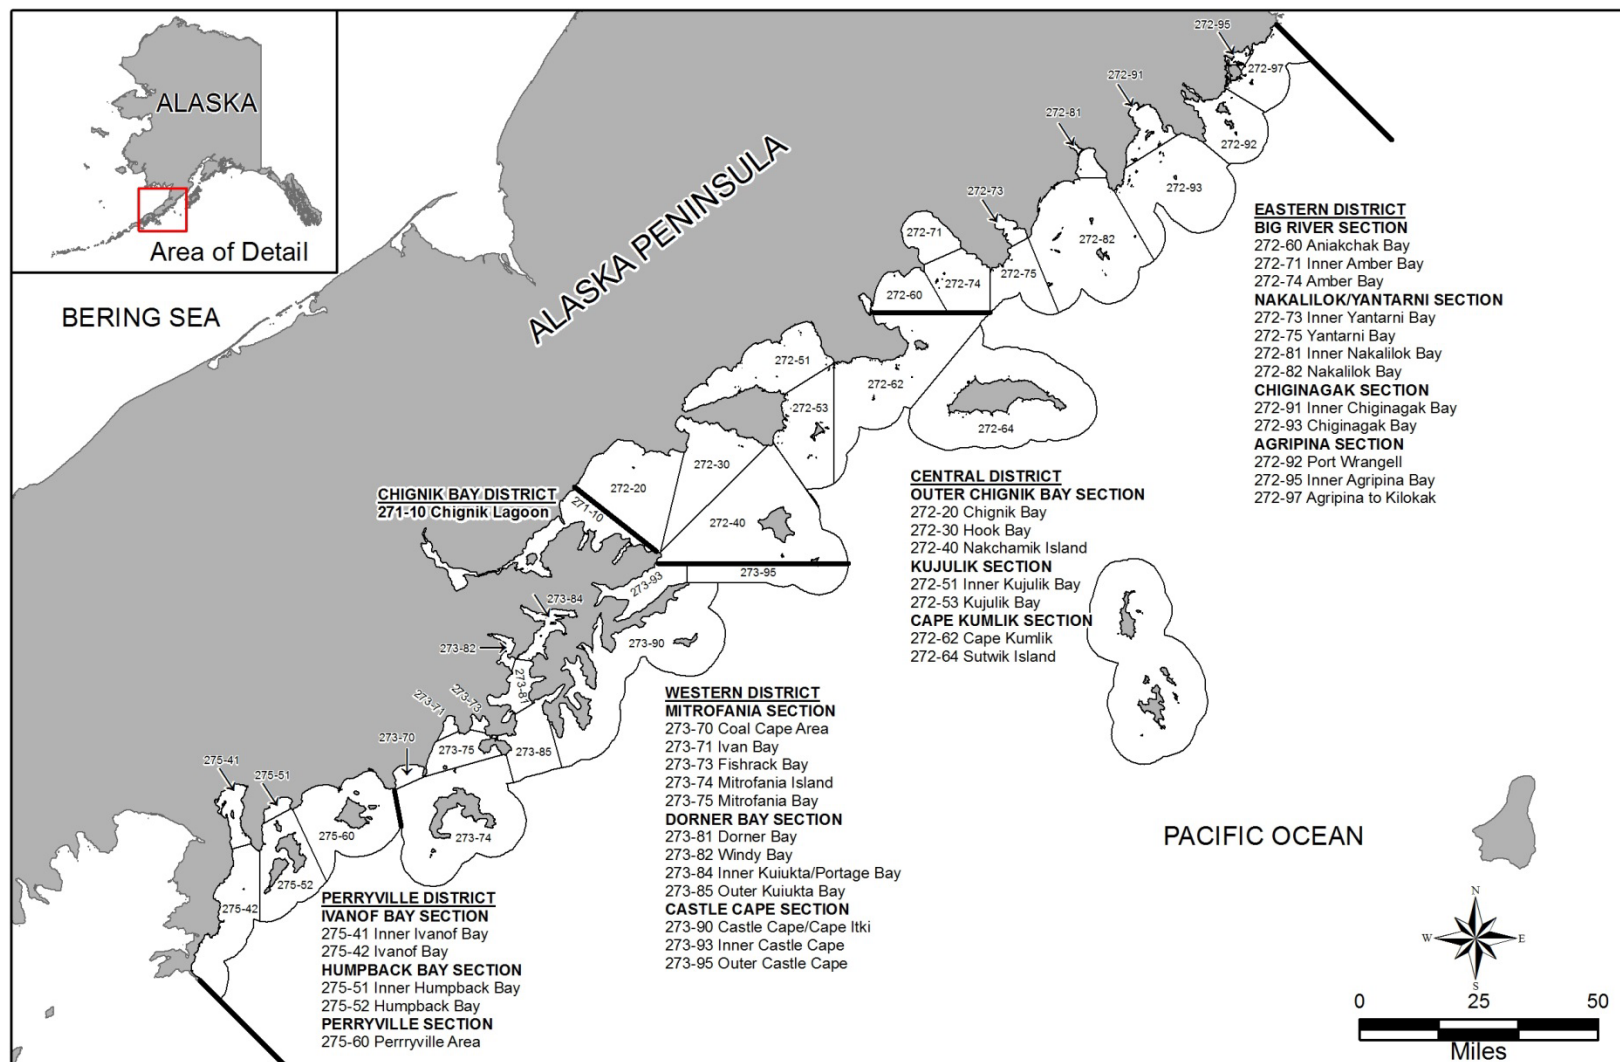 ALASKA
Area of Detail
BERING SEA
ALASKA PENINSULA
PACIFIC OCEAN
272-95
272-97
272-91
272-92
272-81
272-93
272-73
272-82
272-71
272-75
272-74
272-60
272-51
272-62
272-53
272-64
272-30
272-20
272-40
271-10
273-95
273-93
273-84
273-90
273-82
273-81
273-71
273-73
273-75
273-85
273-70
273-74
275-41
275-51
275-60
275-52
275-42
EASTERN DISTRICT
BIG RIVER SECTION
272-60 Aniakchak Bay
272-71 Inner Amber Bay
272-74 Amber Bay
NAKALILOK/YANTARNI SECTION
272-73 Inner Yantarni Bay
272-75 Yantarni Bay
272-81 Inner Nakalilok Bay
272-82 Nakalilok Bay
CHIGINAGAK SECTION
272-91 Inner Chiginagak Bay
272-93 Chiginagak Bay
AGRIPINA SECTION
272-92 Port Wrangell
272-95 Inner Agripina Bay
272-97 Agripina to Kilokak
CENTRAL DISTRICT
OUTER CHIGNIK BAY SECTION
272-20 Chignik Bay
272-30 Hook Bay
272-40 Nakchamik Island
KUJULIK SECTION
272-51 Inner Kujulik Bay
272-53 Kujulik Bay
CAPE KUMLIK SECTION
272-62 Cape Kumlik
272-64 Sutwik Island
CHIGNIK BAY DISTRICT
271-10 Chignik Lagoon
WESTERN DISTRICT
MITROFANIA SECTION
273-70 Coal Cape Area
273-71 Ivan Bay
273-73 Fishrack Bay
273-74 Mitrofania Island
273-75 Mitrofania Bay
DORNER BAY SECTION
273-81 Dorner Bay
273-82 Windy Bay
273-84 Inner Kuiukta/Portage Bay
273-85 Outer Kuiukta Bay
CASTLE CAPE SECTION
273-90 Castle Cape/Cape Itki
273-93 Inner Castle Cape
273-95 Outer Castle Cape
PERRYVILLE DISTRICT
IVANOF BAY SECTION
275-41 Inner Ivanof Bay
275-42 Ivanof Bay
HUMPBACK BAY SECTION
275-51 Inner Humpback Bay
275-52 Humpback Bay
PERRYVILLE SECTION
275-60 Perrryville Area
N
W E
S
0 25 50
Miles